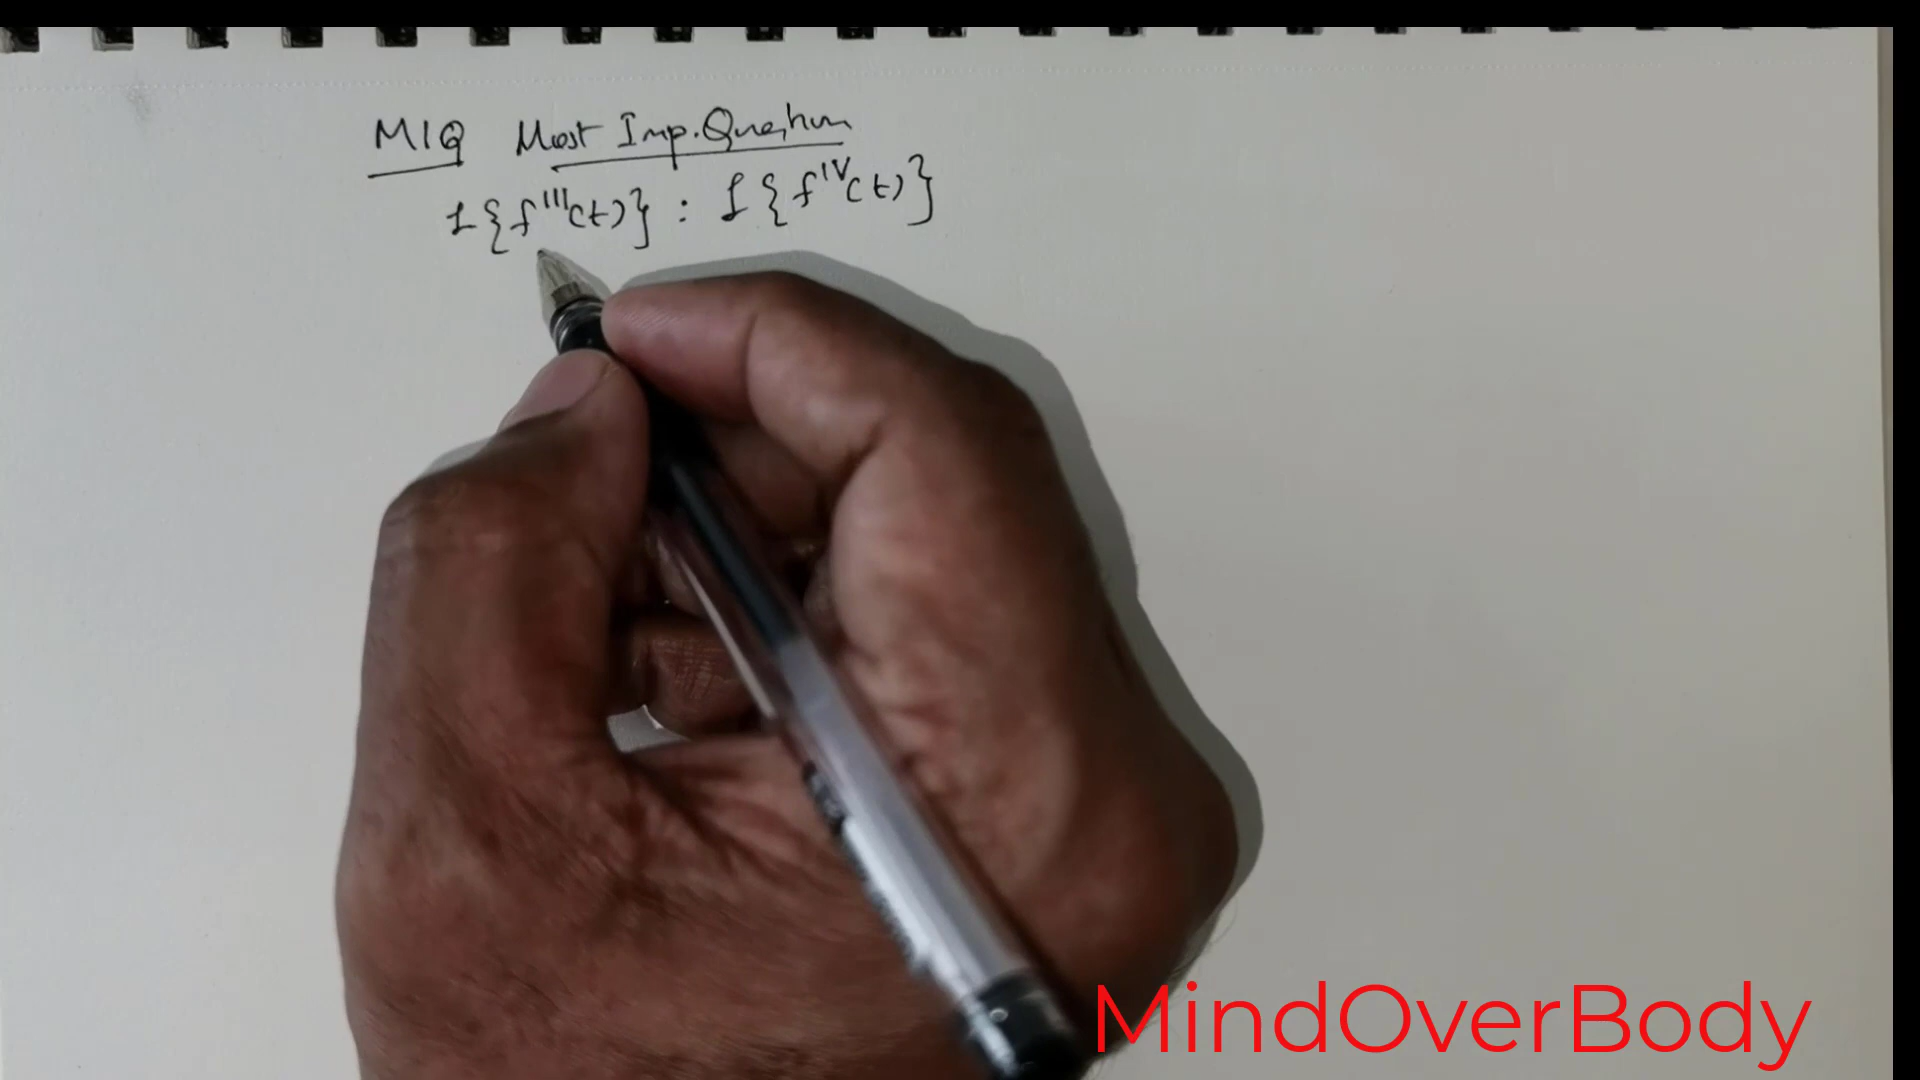 MIQ Most Imp. Question
L{f'''(t)} : L{f^IV(t)}
MindOverBody